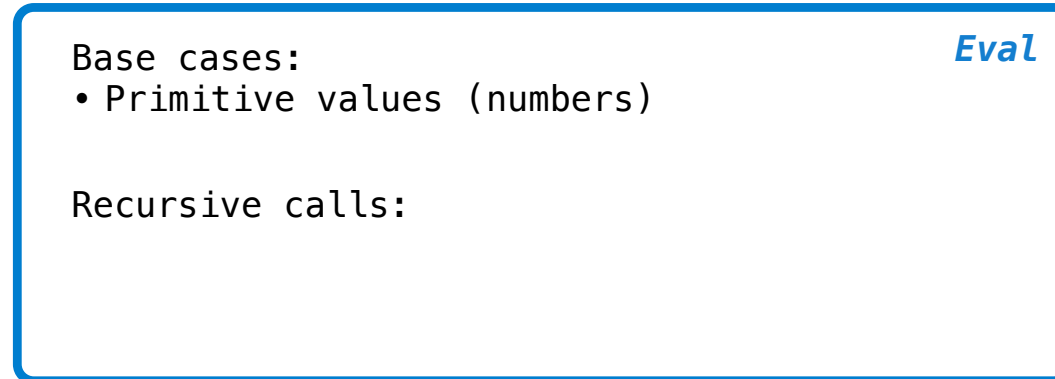 Eval
Base cases:
• Primitive values (numbers)
Recursive calls: